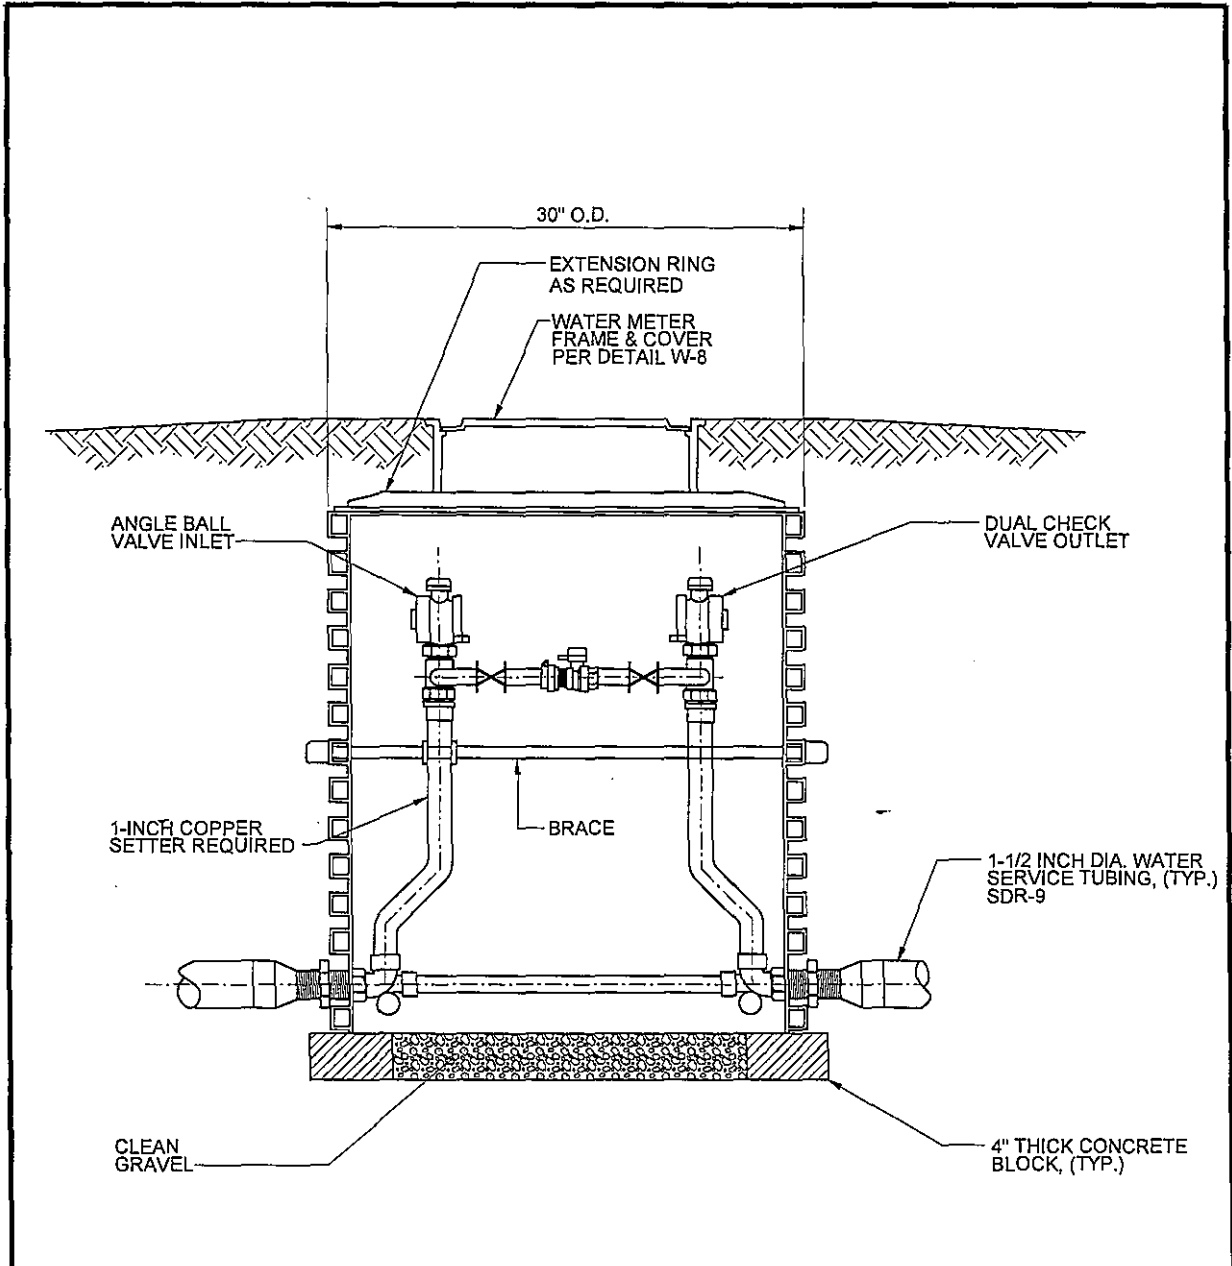 30" O.D.
EXTENSION RING
AS REQUIRED
WATER METER
FRAME & COVER
PER DETAIL W-8
ANGLE BALL
VALVE INLET
DUAL CHECK
VALVE OUTLET
1-INCH COPPER
SETTER REQUIRED
BRACE
1-1/2 INCH DIA. WATER
SERVICE TUBING, (TYP.)
SDR-9
CLEAN
GRAVEL
4" THICK CONCRETE
BLOCK, (TYP.)